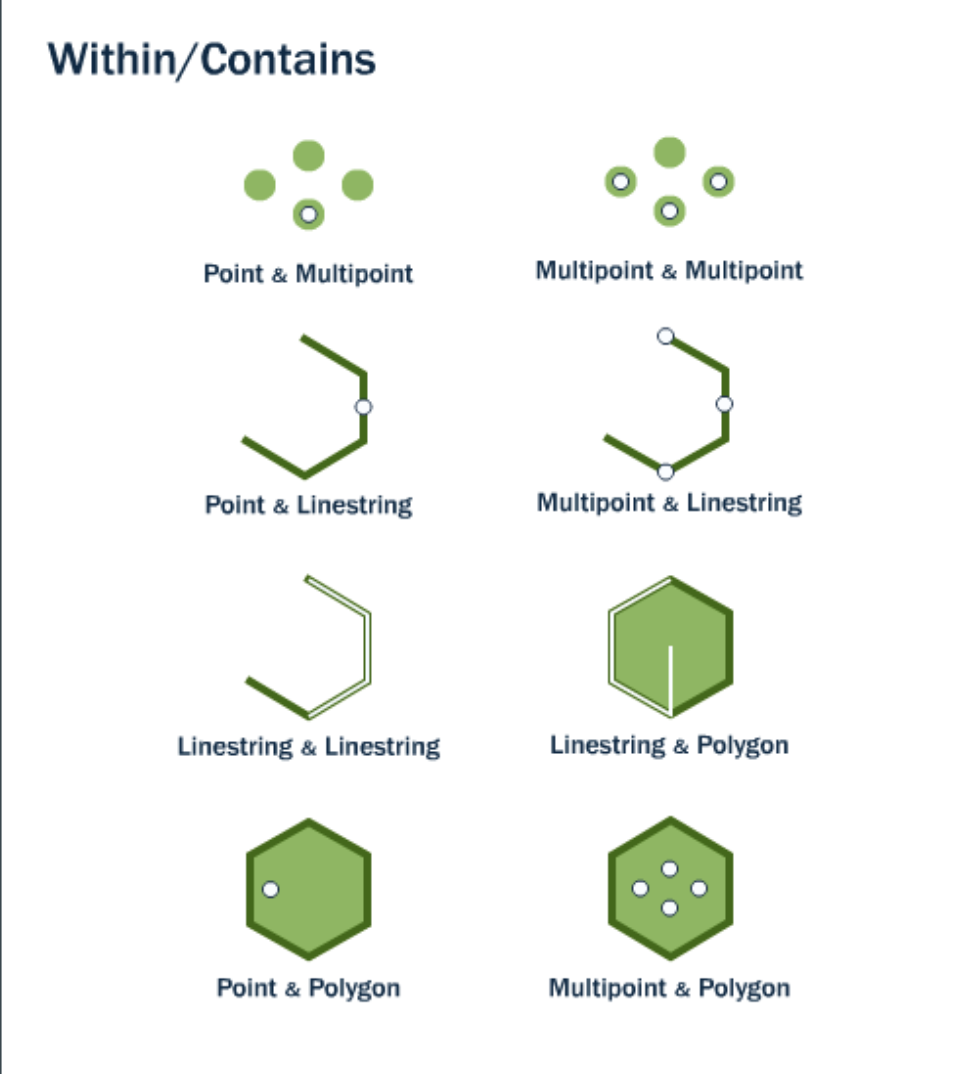 Within/Contains
Point & Multipoint
Multipoint & Multipoint
Point & Linestring
Multipoint & Linestring
Linestring & Linestring
Linestring & Polygon
Point & Polygon
Multipoint & Polygon